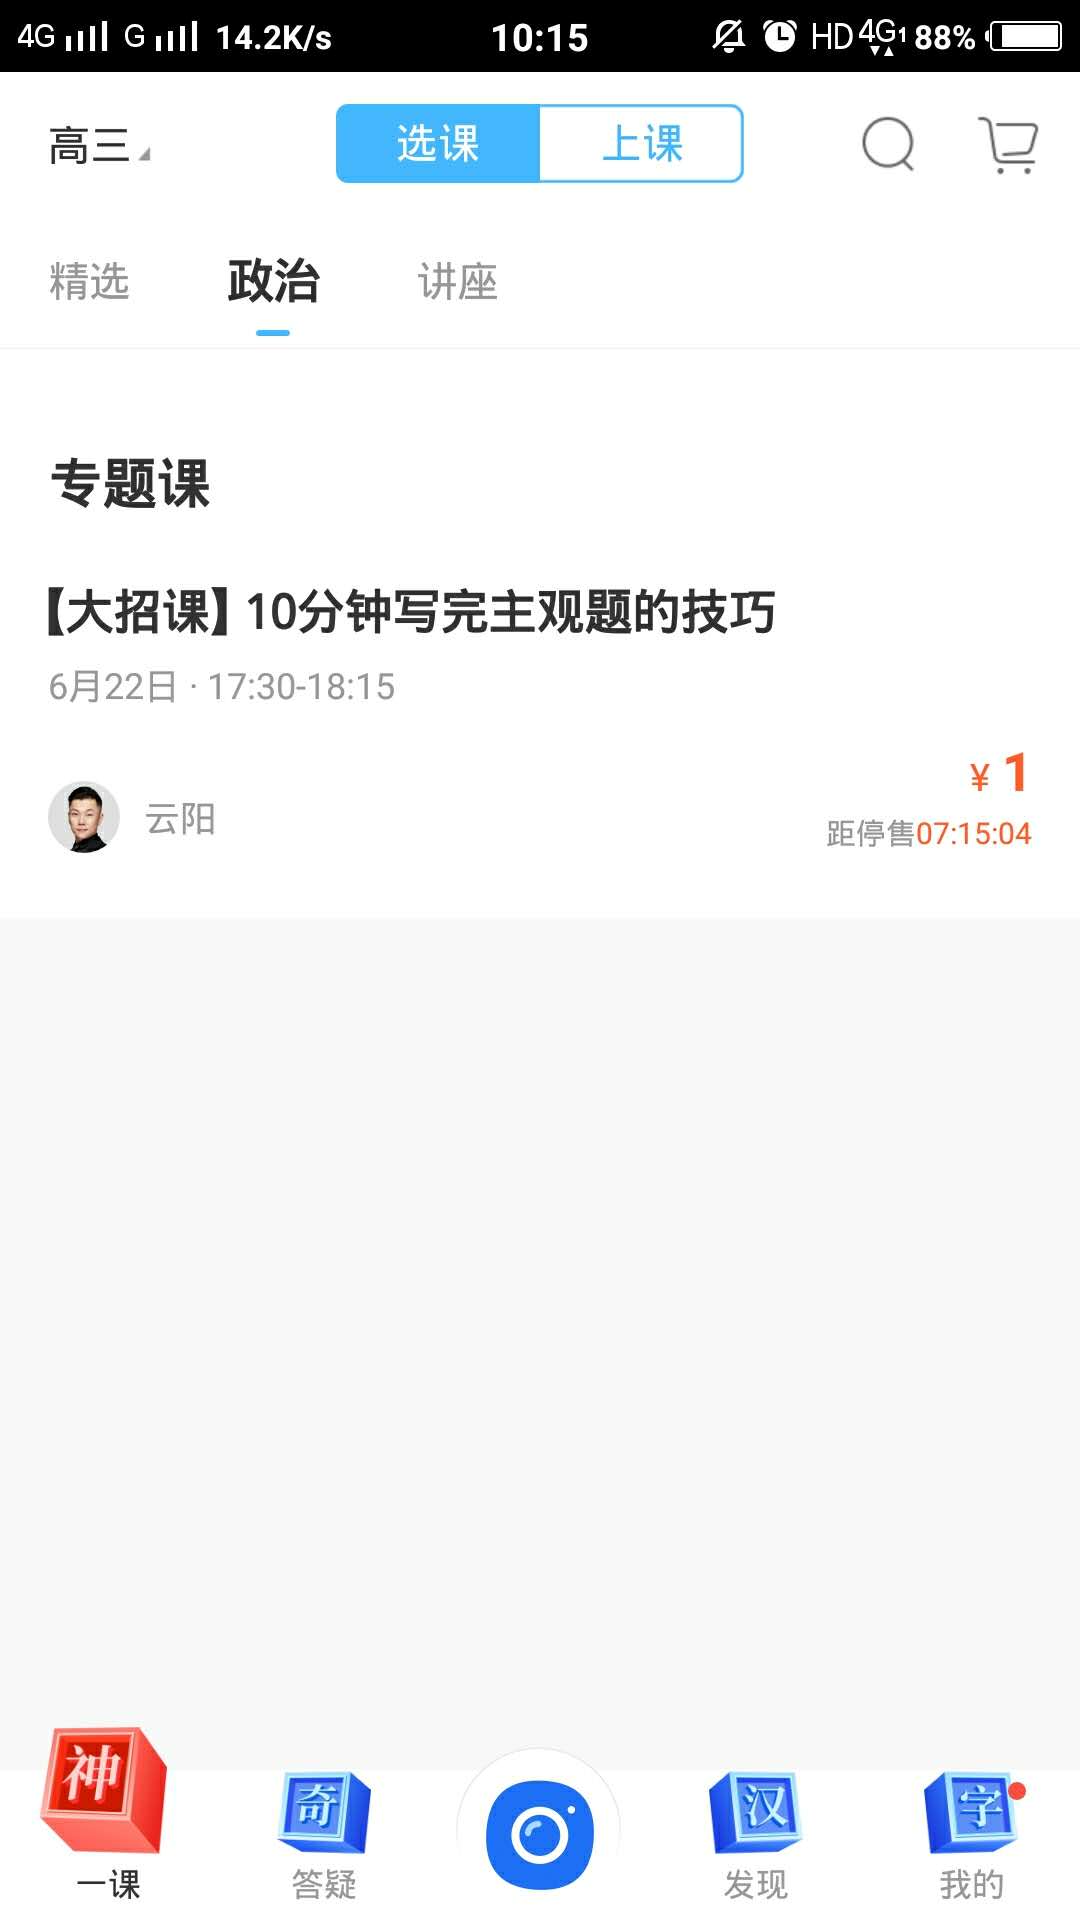 4G G 14.2K/s 10:15 HD 4G1 88%
高三 选课 上课
精选 政治 讲座
专题课
【大招课】10分钟写完主观题的技巧
6月22日 · 17:30-18:15
¥ 1
云阳
距停售07:15:04
神 奇 汉 字
一课 答疑 发现 我的